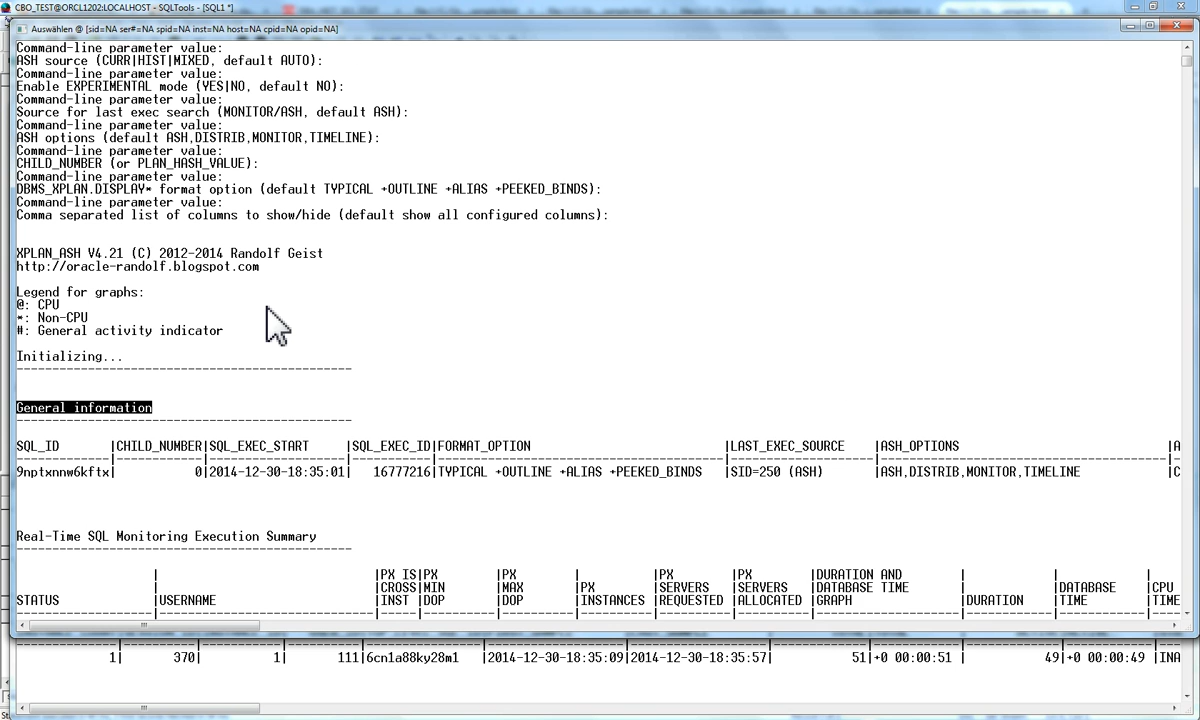 CBO_TEST@ORCL1202:LOCALHOST - SQLTools - [SQL1 *]
Auswählen @ [sid=NA ser#=NA spid=NA inst=NA host=NA cpid=NA opid=NA]
Command-line parameter value:
ASH source (CURR|HIST|MIXED, default AUTO):
Command-line parameter value:
Enable EXPERIMENTAL mode (YES|NO, default NO):
Command-line parameter value:
Source for last exec search (MONITOR/ASH, default ASH):
Command-line parameter value:
ASH options (default ASH,DISTRIB,MONITOR,TIMELINE):
Command-line parameter value:
CHILD_NUMBER (or PLAN_HASH_VALUE):
Command-line parameter value:
DBMS_XPLAN.DISPLAY* format option (default TYPICAL +OUTLINE +ALIAS +PEEKED_BINDS):
Command-line parameter value:
Comma separated list of columns to show/hide (default show all configured columns):
XPLAN_ASH V4.21 (C) 2012-2014 Randolf Geist
http://oracle-randolf.blogspot.com
Legend for graphs:
@: CPU
*: Non-CPU
#: General activity indicator
Initializing...
General information
SQL_ID |CHILD_NUMBER|SQL_EXEC_START |SQL_EXEC_ID|FORMAT_OPTION |LAST_EXEC_SOURCE |ASH_OPTIONS |A
9nptxnnw6kftx| 0|2014-12-30-18:35:01| 16777216|TYPICAL +OUTLINE +ALIAS +PEEKED_BINDS |SID=250 (ASH) |ASH,DISTRIB,MONITOR,TIMELINE |C
Real-Time SQL Monitoring Execution Summary
| |PX IS|PX |PX | |PX |PX |DURATION AND | | |
| |CROSS|MIN |MAX |PX |SERVERS |SERVERS |DATABASE TIME | |DATABASE |CPU
STATUS |USERNAME |INST |DOP |DOP |INSTANCES |REQUESTED |ALLOCATED |GRAPH |DURATION |TIME |TIME
1| 370| 1| 111|6cn1a88ky28m1 |2014-12-30-18:35:09|2014-12-30-18:35:57| 51|+0 00:00:51 | 49|+0 00:00:49 |INA